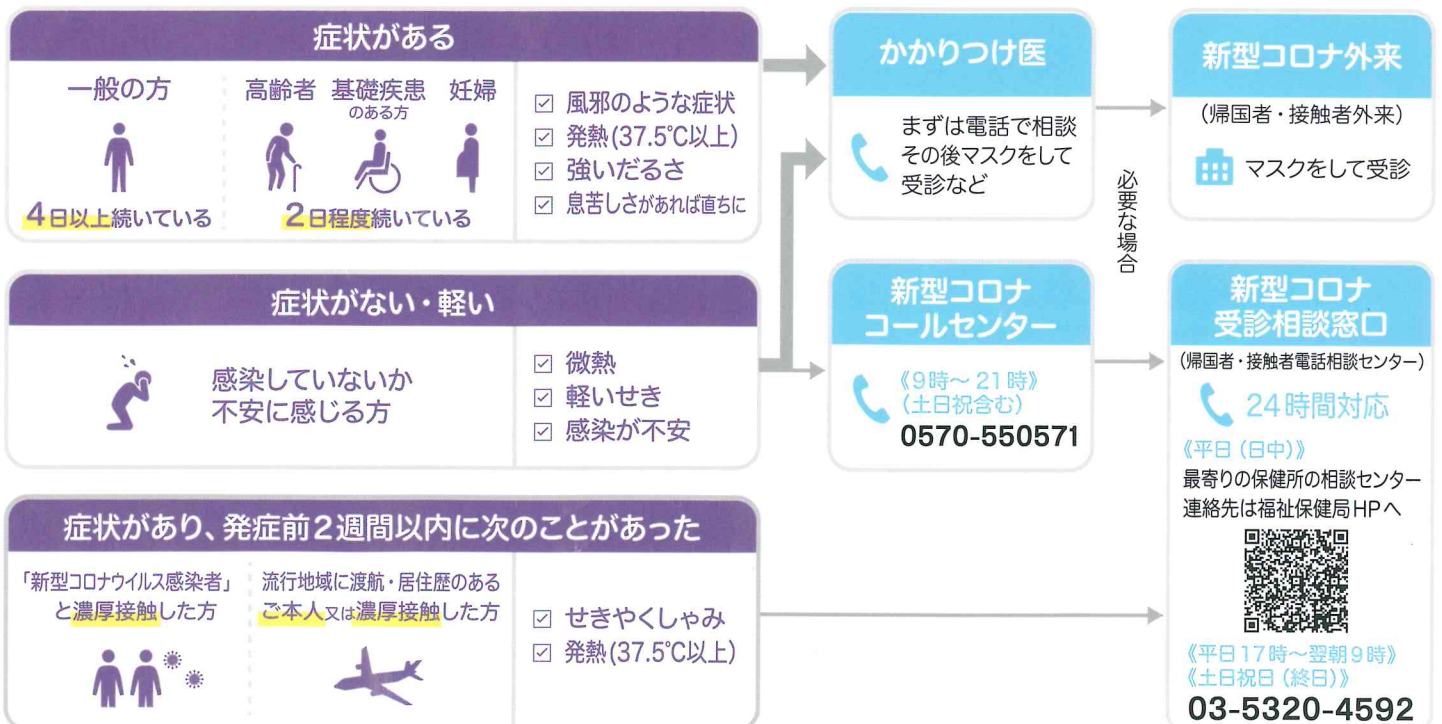 症状がある
一般の方
4日以上続いている
高齢者 基礎疾患 妊婦
のある方
2日程度続いている
☑ 風邪のような症状
☑ 発熱(37.5℃以上)
☑ 強いだるさ
☑ 息苦しさがあれば直ちに
かかりつけ医
まずは電話で相談
その後マスクをして
受診など
新型コロナ外来
(帰国者・接触者外来)
マスクをして受診
必要な場合
症状がない・軽い
感染していないか
不安に感じる方
☑ 微熱
☑ 軽いせき
☑ 感染が不安
新型コロナ
コールセンター
《9時~21時》
(土日祝含む)
0570-550571
新型コロナ
受診相談窓口
(帰国者・接触者電話相談センター)
24時間対応
《平日(日中)》
最寄りの保健所の相談センター
連絡先は福祉保健局HPへ
《平日17時~翌朝9時》
《土日祝日(終日)》
03-5320-4592
症状があり、発症前2週間以内に次のことがあった
「新型コロナウイルス感染者」
と濃厚接触した方
流行地域に渡航・居住歴のある
ご本人又は濃厚接触した方
☑ せきやくしゃみ
☑ 発熱(37.5℃以上)